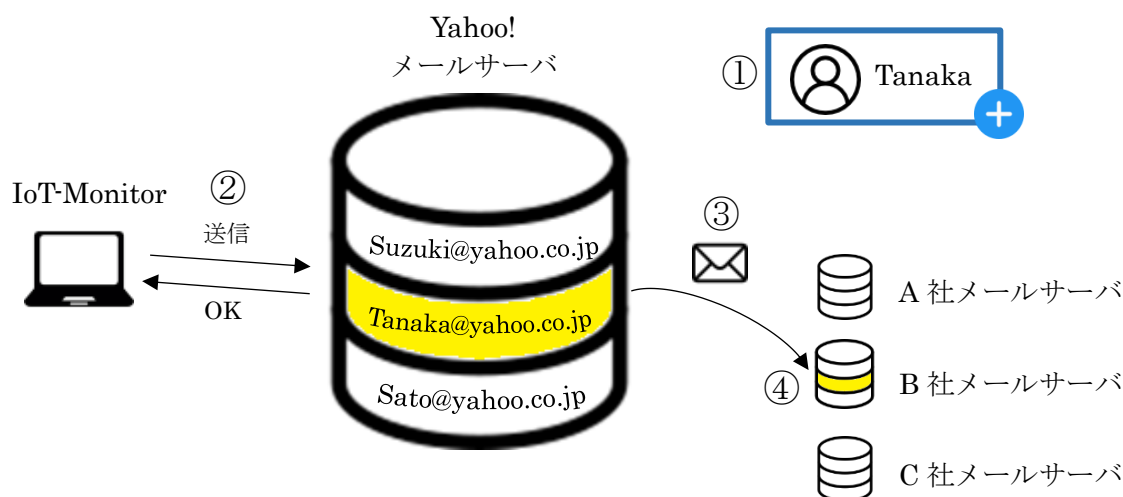 Yahoo!
メールサーバ
①
Tanaka
IoT-Monitor
②
送信
OK
Suzuki@yahoo.co.jp
Tanaka@yahoo.co.jp
Sato@yahoo.co.jp
③
④
A 社メールサーバ
B 社メールサーバ
C 社メールサーバ